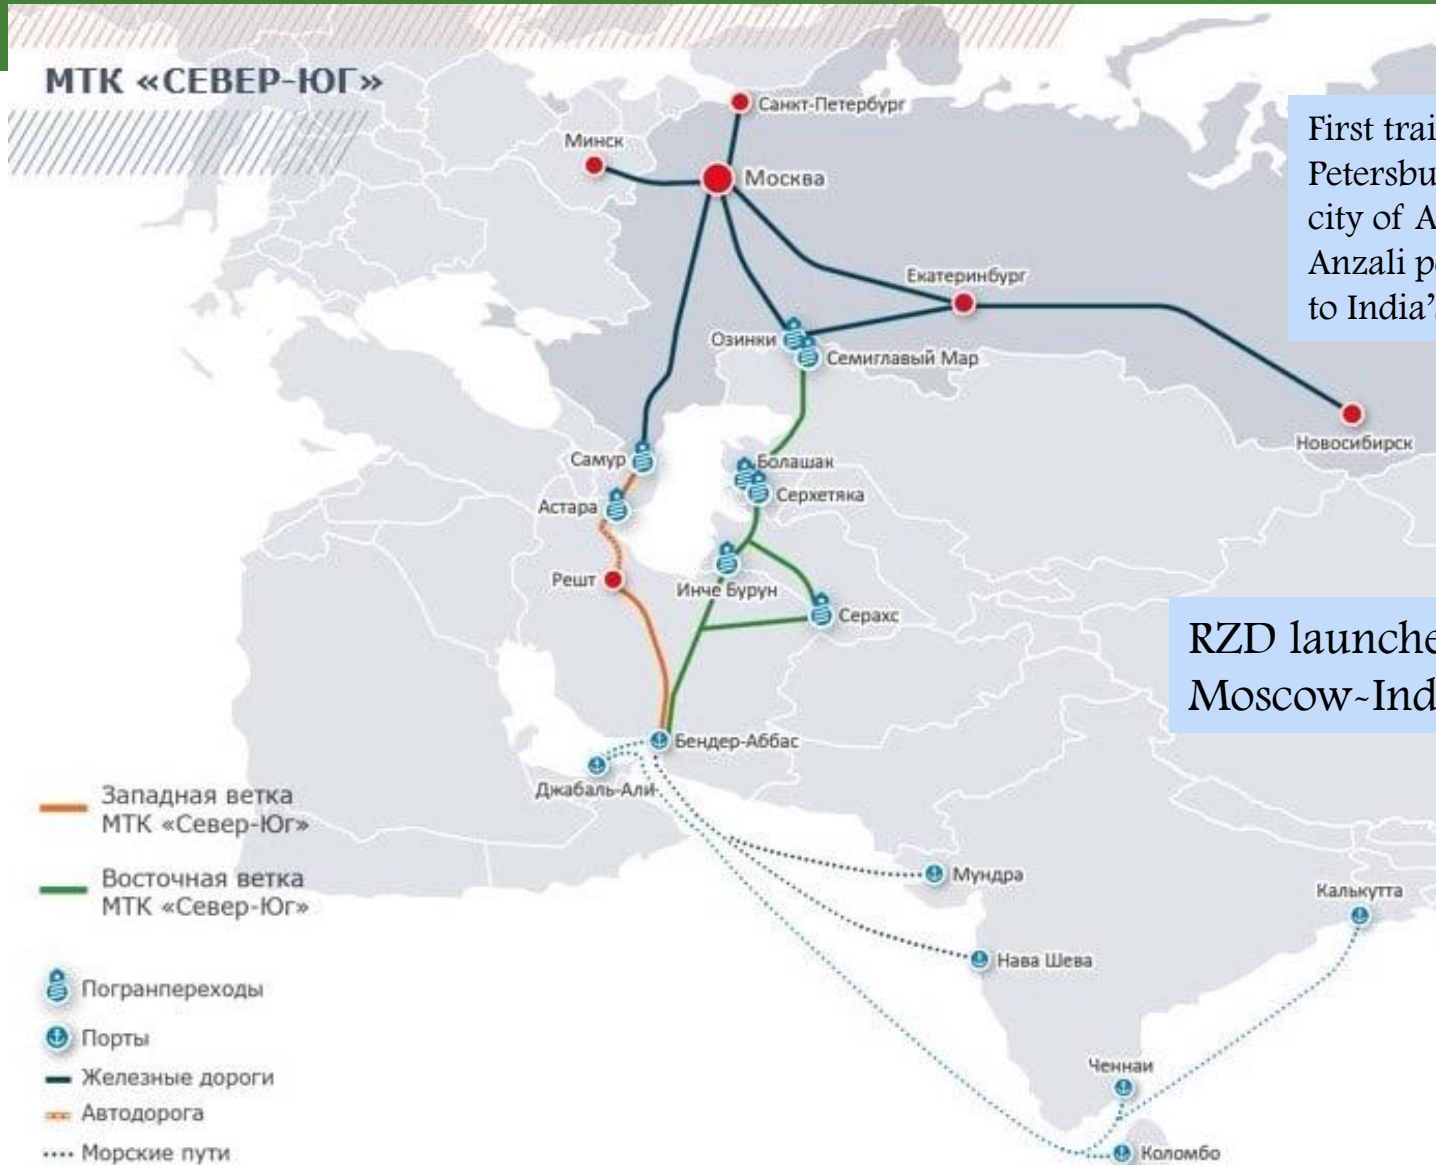 МТК «СЕВЕР-ЮГ»
Санкт-Петербург
Минск
Москва
First trai
Petersbu
city of A
Anzali p
to India’
Екатеринбург
Озинки
Семиглавый Мар
Новосибирск
Самур
Болашак
Серхетяка
Астара
Решт
Инче Бурун
Серахс
RZD launche
Moscow-Ind
Бендер-Аббас
Джабаль-Али
Западная ветка
МТК «Север-Юг»
Восточная ветка
МТК «Север-Юг»
Мундра
Калькутта
Нава Шева
Погранпереходы
Порты
Ченнаи
Железные дороги
Автодорога
Морские пути
Коломбо